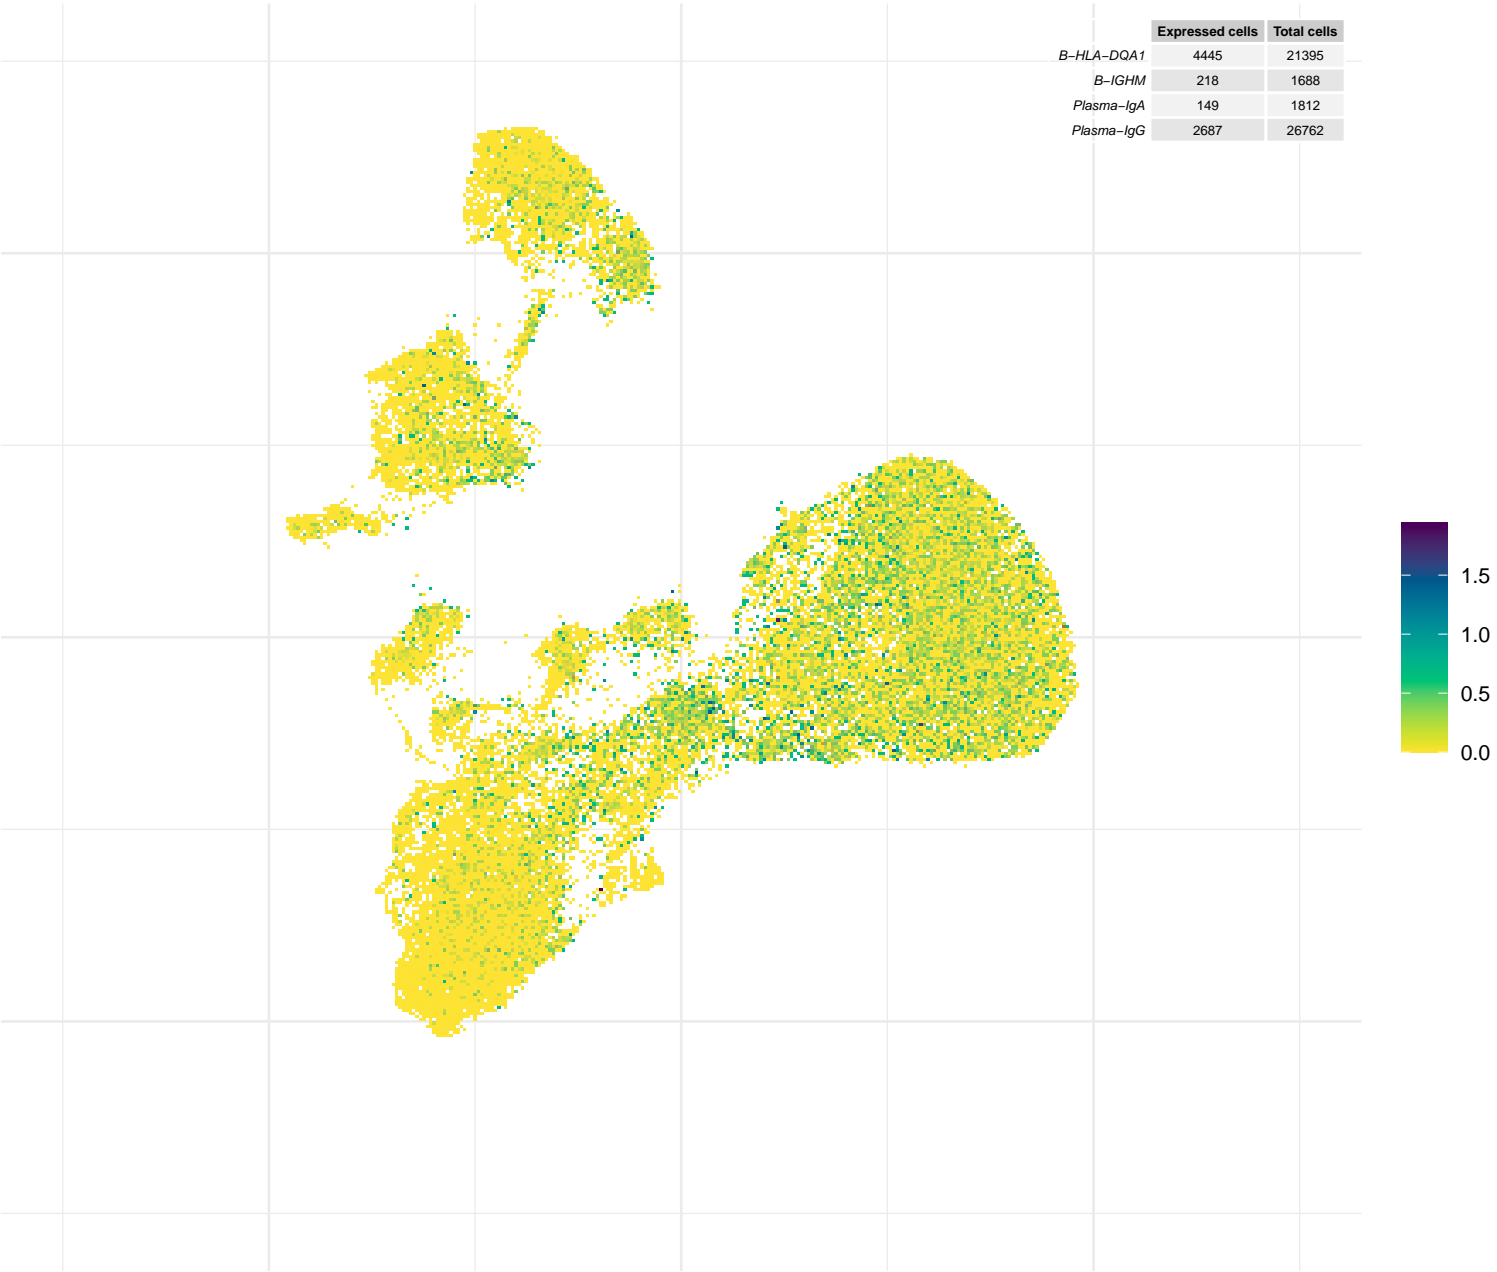 Expressed cells Total cells
B−HLA−DQA1 4445 21395
B−IGHM 218 1688
Plasma−IgA 149 1812
Plasma−IgG 2687 26762
1.5
1.0
0.5
0.0